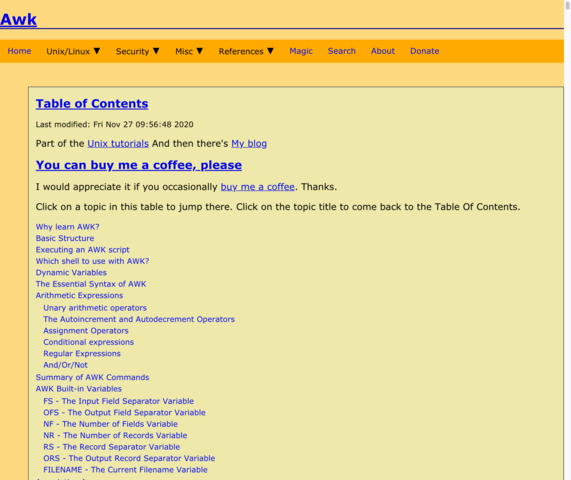 Awk
Home Unix/Linux ▼ Security ▼ Misc ▼ References ▼ Magic Search About Donate
Table of Contents
Last modified: Fri Nov 27 09:56:48 2020
Part of the Unix tutorials And then there's My blog
You can buy me a coffee, please
I would appreciate it if you occasionally buy me a coffee. Thanks.
Click on a topic in this table to jump there. Click on the topic title to come back to the Table Of Contents.
Why learn AWK?
Basic Structure
Executing an AWK script
Which shell to use with AWK?
Dynamic Variables
The Essential Syntax of AWK
Arithmetic Expressions
Unary arithmetic operators
The Autoincrement and Autodecrement Operators
Assignment Operators
Conditional expressions
Regular Expressions
And/Or/Not
Summary of AWK Commands
AWK Built-in Variables
FS - The Input Field Separator Variable
OFS - The Output Field Separator Variable
NF - The Number of Fields Variable
NR - The Number of Records Variable
RS - The Record Separator Variable
ORS - The Output Record Separator Variable
FILENAME - The Current Filename Variable